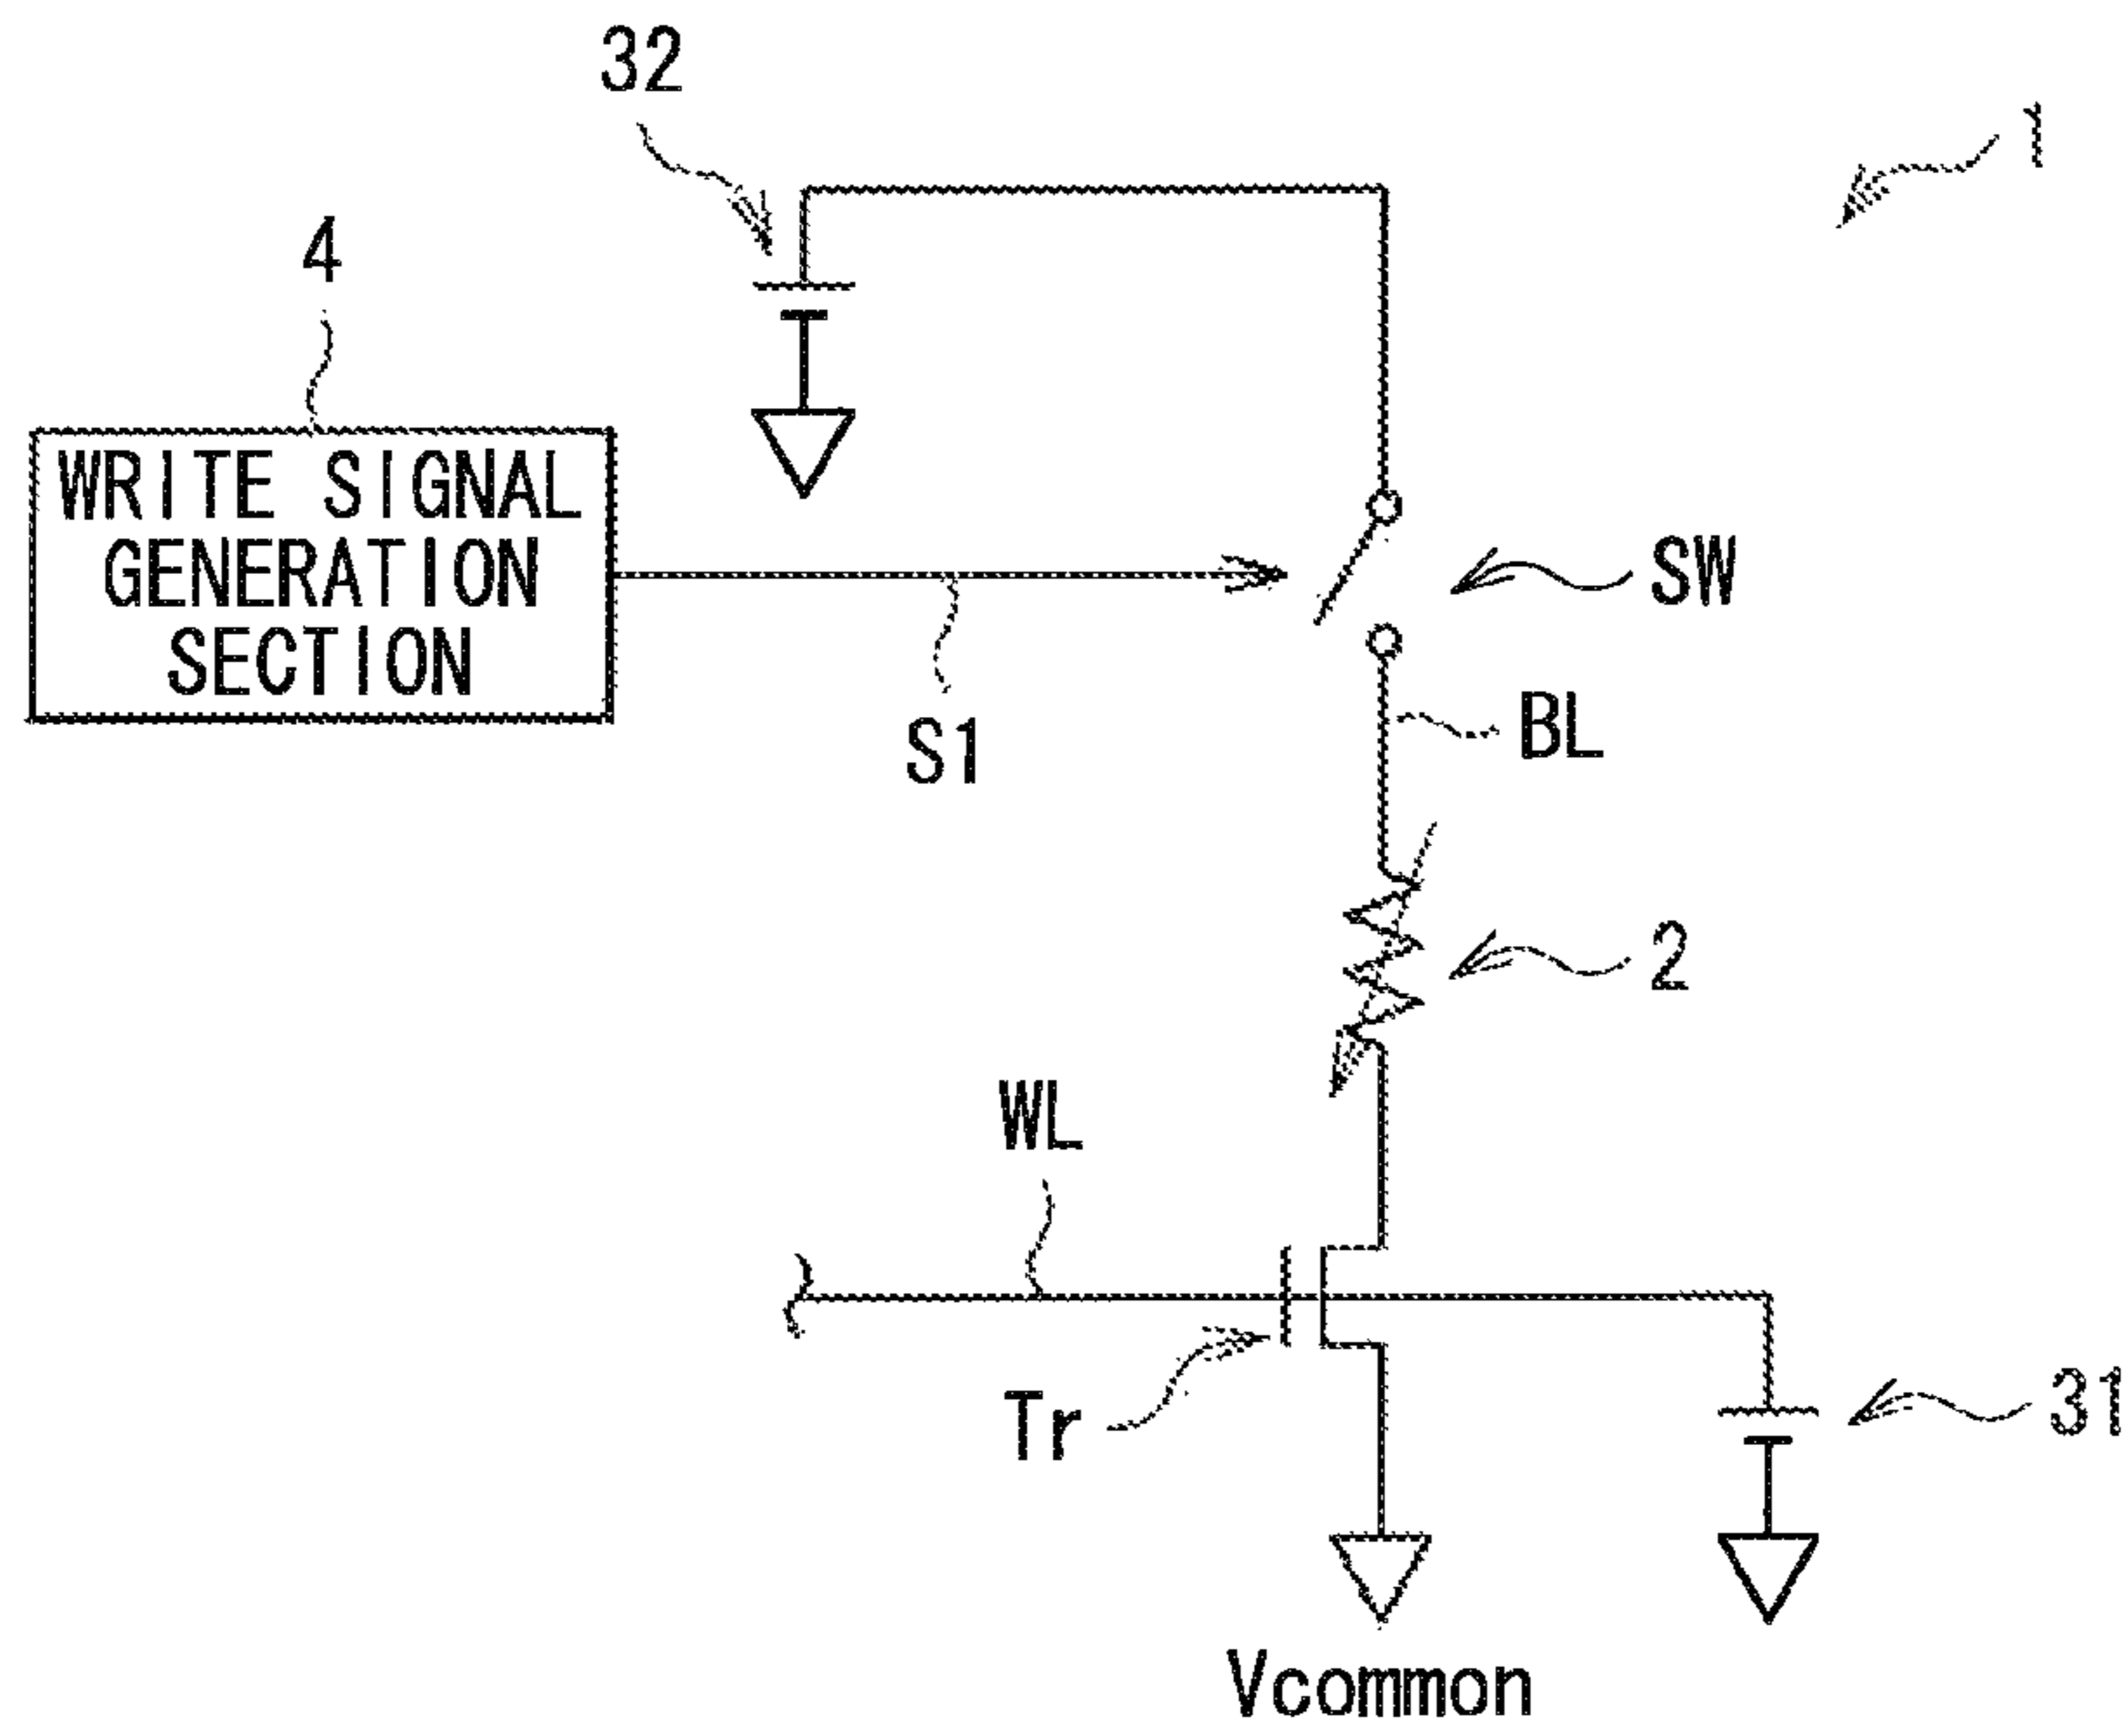 32
1
4
WRITE SIGNAL
GENERATION
SECTION
SW
S1
BL
2
WL
Tr
31
Vcommon